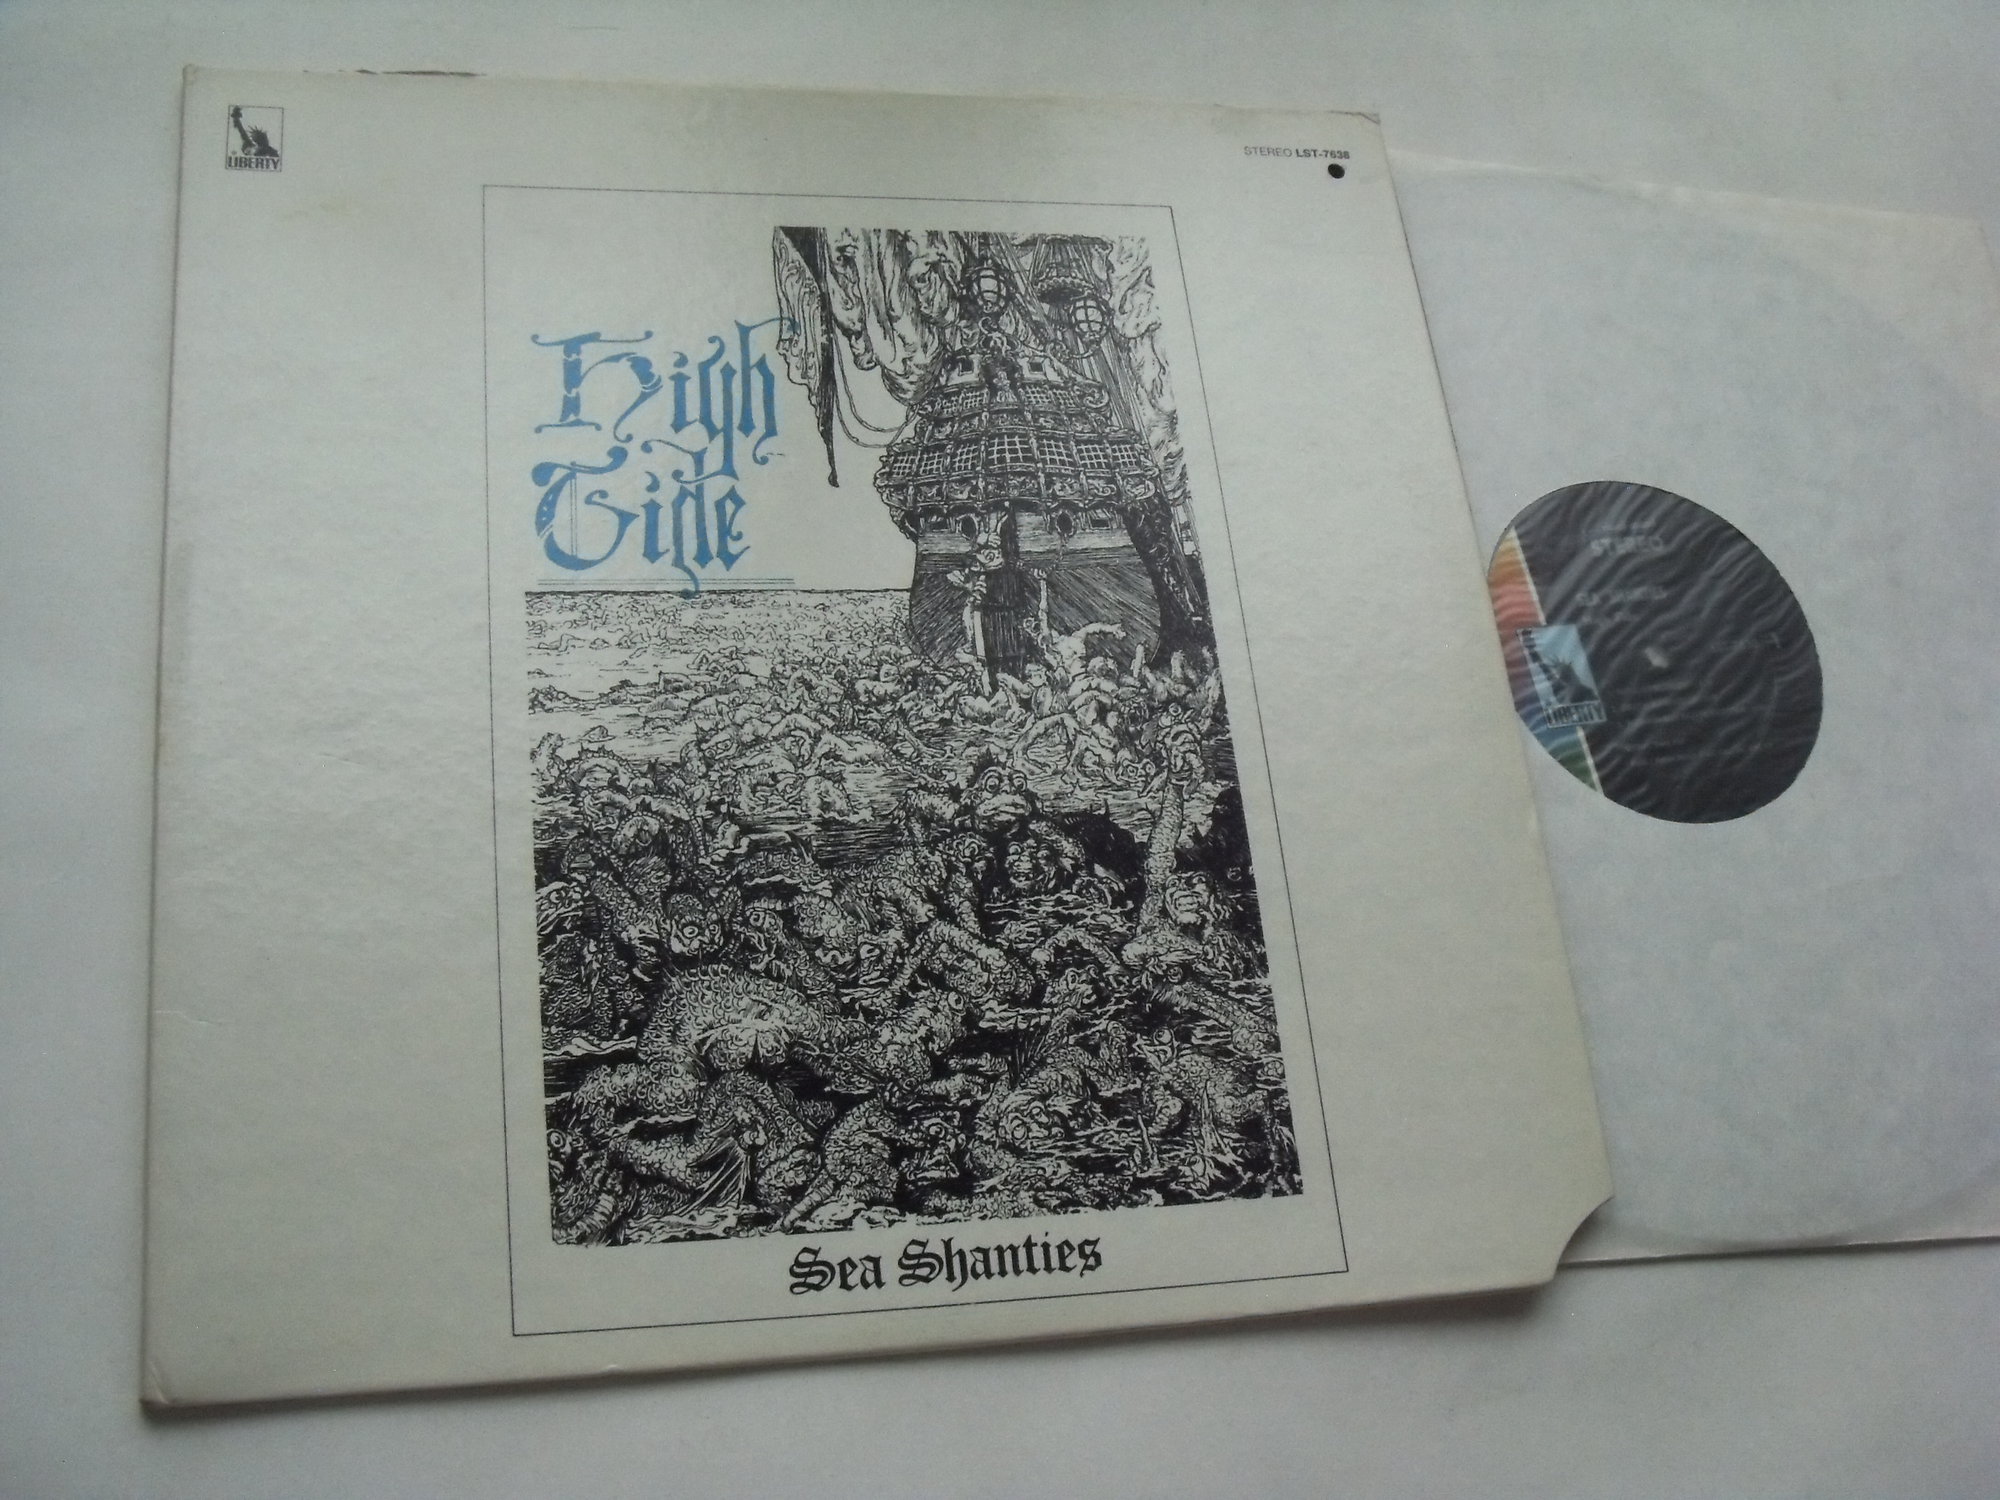 LIBERTY
STEREO LST-7638
High
Tide
Sea Shanties
STEREO
LIBERTY